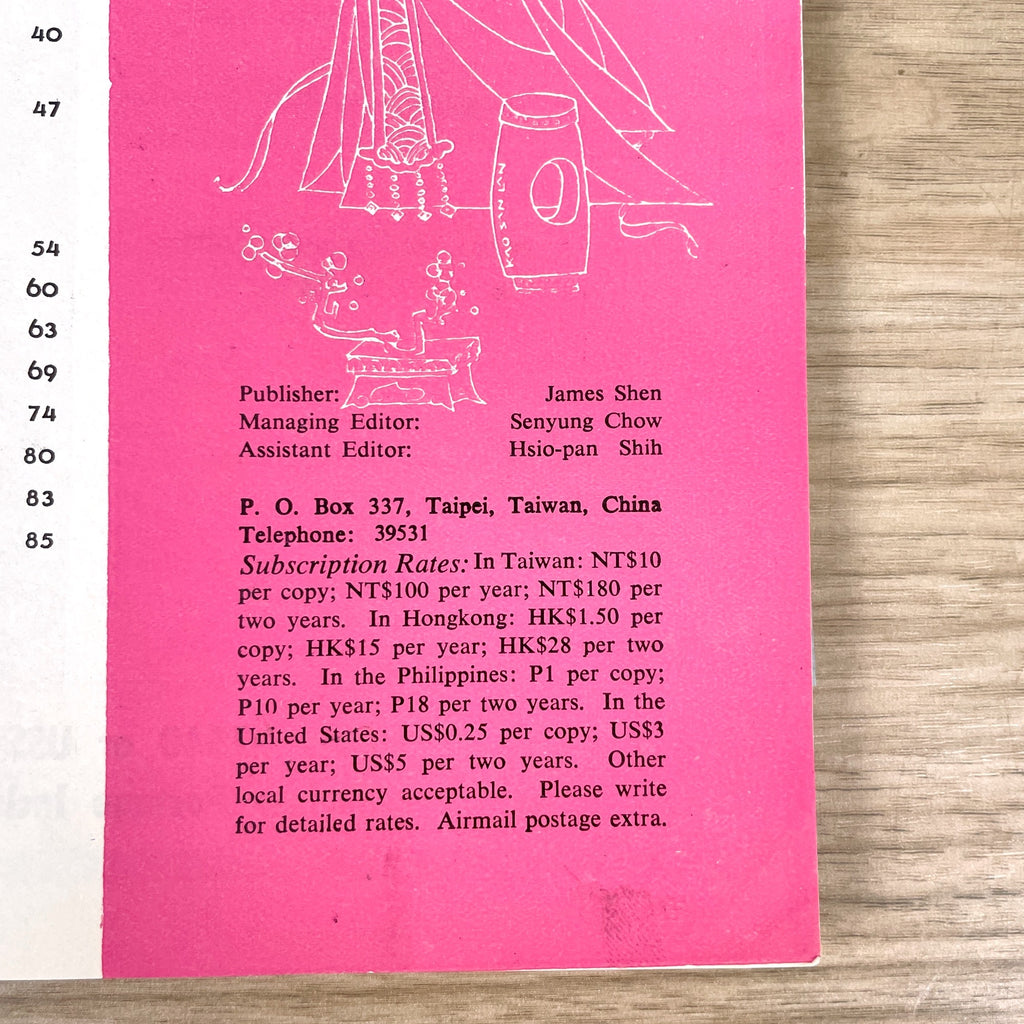 40
47
54
60
63
69
74
80
83
85
Publisher: James Shen
Managing Editor: Senyung Chow
Assistant Editor: Hsio-pan Shih
P. O. Box 337, Taipei, Taiwan, China
Telephone: 39531
Subscription Rates: In Taiwan: NT$10
per copy; NT$100 per year; NT$180 per
two years. In Hongkong: HK$1.50 per
copy; HK$15 per year; HK$28 per two
years. In the Philippines: P1 per copy;
P10 per year; P18 per two years. In the
United States: US$0.25 per copy; US$3
per year; US$5 per two years. Other
local currency acceptable. Please write
for detailed rates. Airmail postage extra.